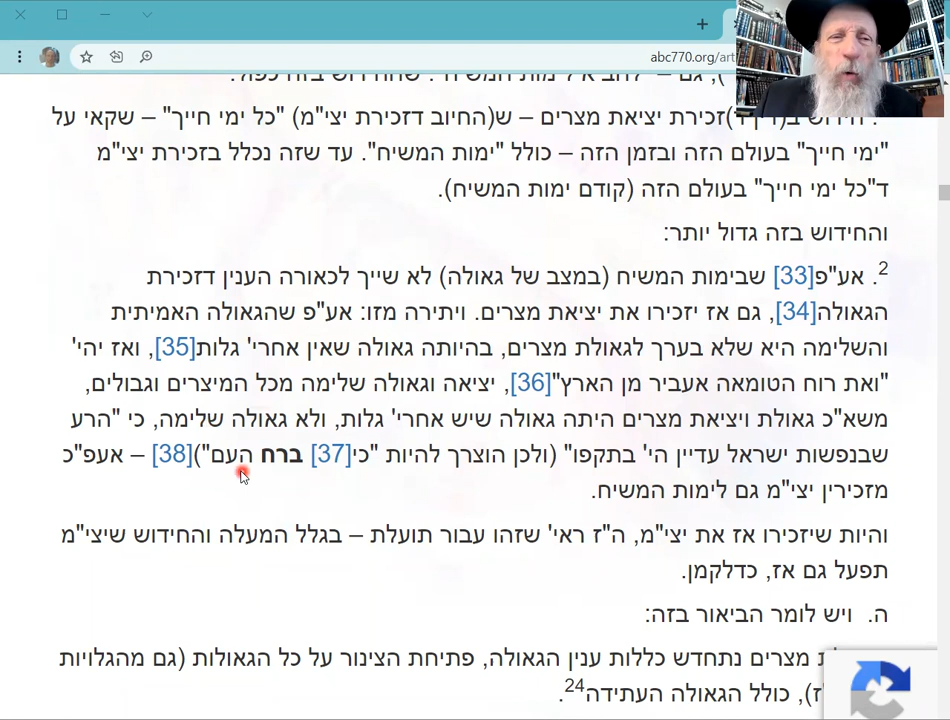 abc770.org/art
"ימי חייך" בעולם הזה ובזמן הזה – כולל "ימות המשיח". עד שזה נכלל בזכירת יצי"מ
זכירת יציאת מצרים – ש(החיוב דזכירת יצי"מ) "כל ימי חייך" – שקאי על
ד"כל ימי חייך" בעולם הזה (קודם ימות המשיח).
והחידוש בזה גדול יותר:
2. אע"פ[33] שבימות המשיח (במצב של גאולה) לא שייך לכאורה הענין דזכירת
הגאולה[34], גם אז יזכירו את יציאת מצרים. ויתירה מזו: אע"פ שהגאולה האמיתית
והשלימה היא שלא בערך לגאולת מצרים, בהיותה גאולה שאין אחרי' גלות[35], ואז יהי'
"ואת רוח הטומאה אעביר מן הארץ"[36], יציאה וגאולה שלימה מכל המיצרים וגבולים,
משא"כ גאולת ויציאת מצרים היתה גאולה שיש אחרי' גלות, ולא גאולה שלימה, כי "הרע
שבנפשות ישראל עדיין הי' בתקפו" (ולכן הוצרך להיות "כי[37] ברח העם")[38] – אעפ"כ
מזכירין יצי"מ גם לימות המשיח.
והיות שיזכירו אז את יצי"מ, ה"ז ראי' שזהו עבור תועלת – בגלל המעלה והחידוש שיצי"מ
תפעל גם אז, כדלקמן.
ה. ויש לומר הביאור בזה:
מצרים נתחדש כללות ענין הגאולה, פתיחת הצינור על כל הגאולות (גם מהגלויות
כולל הגאולה העתידה24.